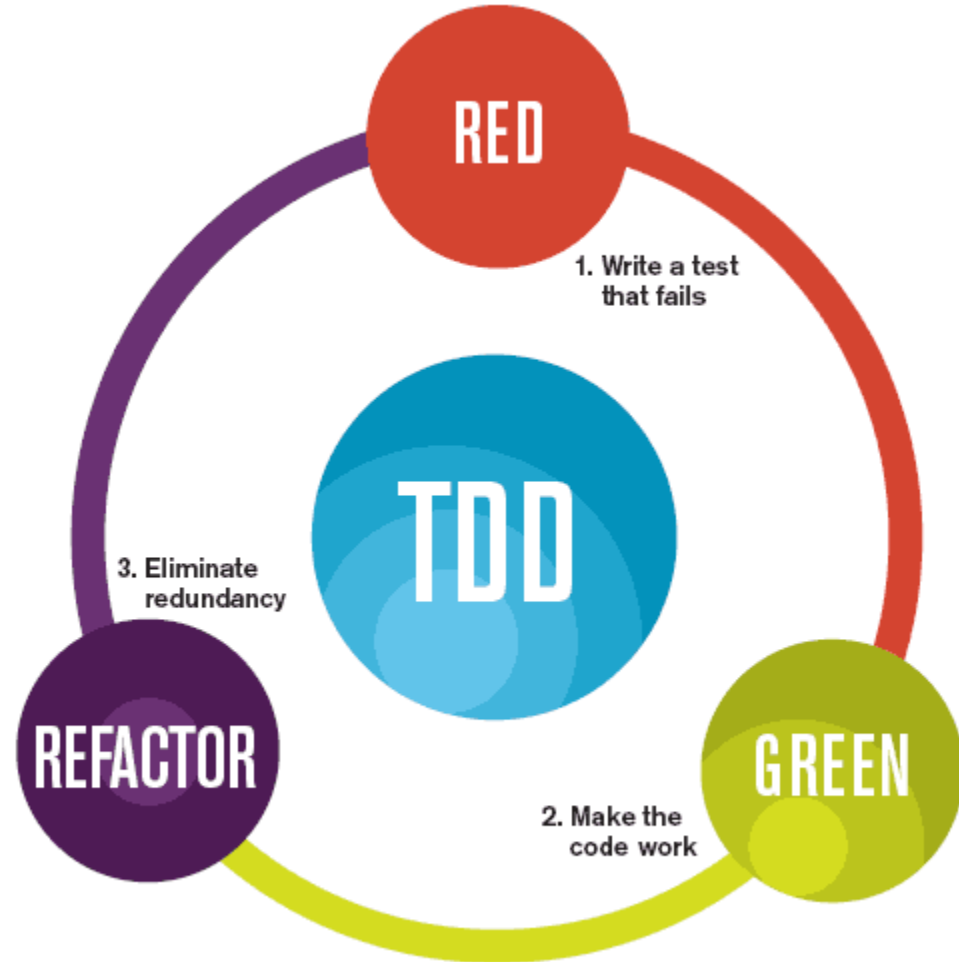 RED
1. Write a test
that fails
TDD
3. Eliminate
redundancy
REFACTOR
GREEN
2. Make the
code work